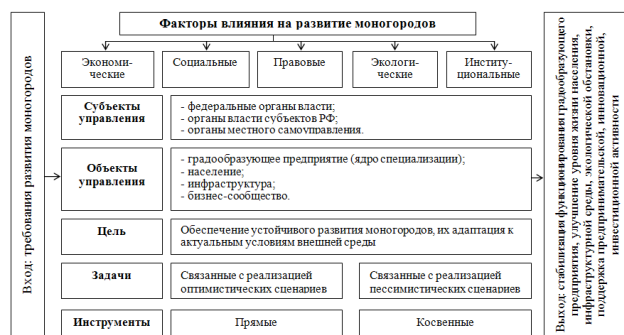 Факторы влияния на развитие моногородов
Экономи-
ческие
Социальные
Правовые
Экологи-
ческие
Инсти-
туциональные
Вход: требования развития моногородов
Субъекты
управления
- федеральные органы власти;
- органы власти субъектов РФ;
- органы местного самоуправления.
Объекты
управления
- градообразующее предприятие (ядро специализации);
- население;
- инфраструктура;
- бизнес-сообщество.
Цель
Обеспечение устойчивого развития моногородов, их адаптация к
актуальным условиям внешней среды
Задачи
Связанные с реализацией
оптимистических сценариев
Связанные с реализацией
пессимистических сценариев
Инструменты
Прямые
Косвенные
Выход: стабилизация функционирования градообразующего
предприятия, улучшение уровня жизни населения,
инфраструктурной среды, экологической обстановки,
поддержка предпринимательской, инновационной,
инвестиционной активности